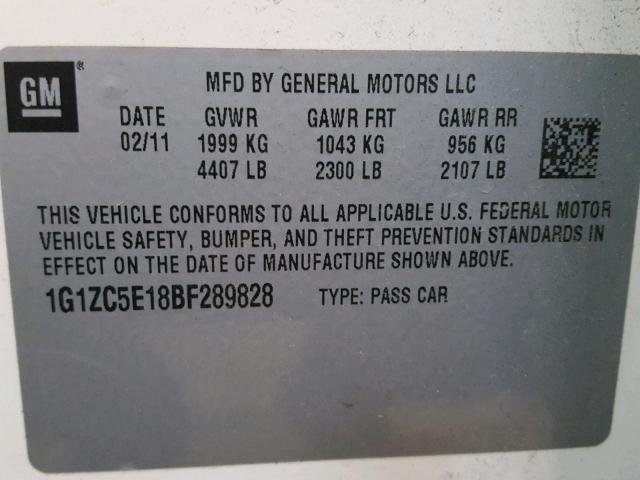 GM®
MFD BY GENERAL MOTORS LLC
DATE GVWR GAWR FRT GAWR RR
02/11 1999 KG 1043 KG 956 KG
4407 LB 2300 LB 2107 LB
THIS VEHICLE CONFORMS TO ALL APPLICABLE U.S. FEDERAL MOTOR
VEHICLE SAFETY, BUMPER, AND THEFT PREVENTION STANDARDS IN
EFFECT ON THE DATE OF MANUFACTURE SHOWN ABOVE.
1G1ZC5E18BF289828 TYPE: PASS CAR